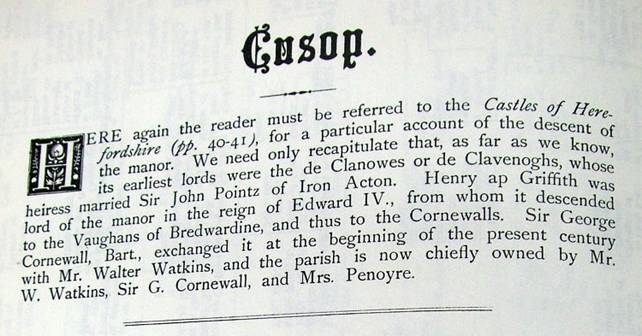 Cusop.
HERE again the reader must be referred to the Castles of Here-
fordshire (pp. 40-41), for a particular account of the descent of
the manor. We need only recapitulate that, as far as we know,
its earliest lords were the de Clanowes or de Clavenoghs, whose
heiress married Sir John Pointz of Iron Acton. Henry ap Griffith was
lord of the manor in the reign of Edward IV., from whom it descended
to the Vaughans of Bredwardine, and thus to the Cornewalls. Sir George
Cornewall, Bart., exchanged it at the beginning of the present century
with Mr. Walter Watkins, and the parish is now chiefly owned by Mr.
W. Watkins, Sir G. Cornewall, and Mrs. Penoyre.